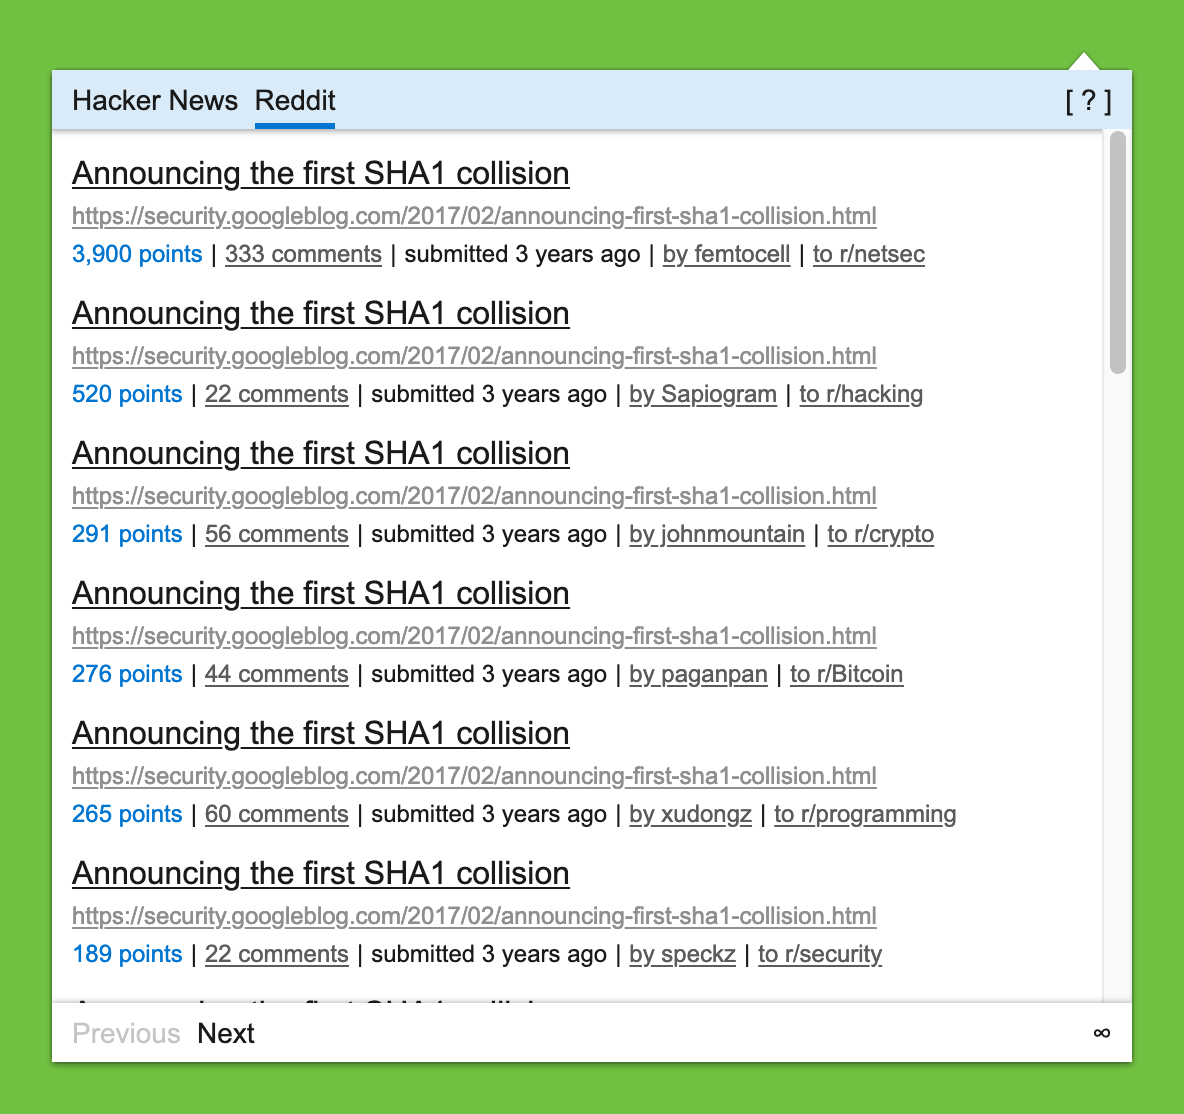 Hacker News Reddit [ ? ]
Announcing the first SHA1 collision
https://security.googleblog.com/2017/02/announcing-first-sha1-collision.html
3,900 points | 333 comments | submitted 3 years ago | by femtocell | to r/netsec
Announcing the first SHA1 collision
https://security.googleblog.com/2017/02/announcing-first-sha1-collision.html
520 points | 22 comments | submitted 3 years ago | by Sapiogram | to r/hacking
Announcing the first SHA1 collision
https://security.googleblog.com/2017/02/announcing-first-sha1-collision.html
291 points | 56 comments | submitted 3 years ago | by johnmountain | to r/crypto
Announcing the first SHA1 collision
https://security.googleblog.com/2017/02/announcing-first-sha1-collision.html
276 points | 44 comments | submitted 3 years ago | by paganpan | to r/Bitcoin
Announcing the first SHA1 collision
https://security.googleblog.com/2017/02/announcing-first-sha1-collision.html
265 points | 60 comments | submitted 3 years ago | by xudongz | to r/programming
Announcing the first SHA1 collision
https://security.googleblog.com/2017/02/announcing-first-sha1-collision.html
189 points | 22 comments | submitted 3 years ago | by speckz | to r/security
Previous Next ∞